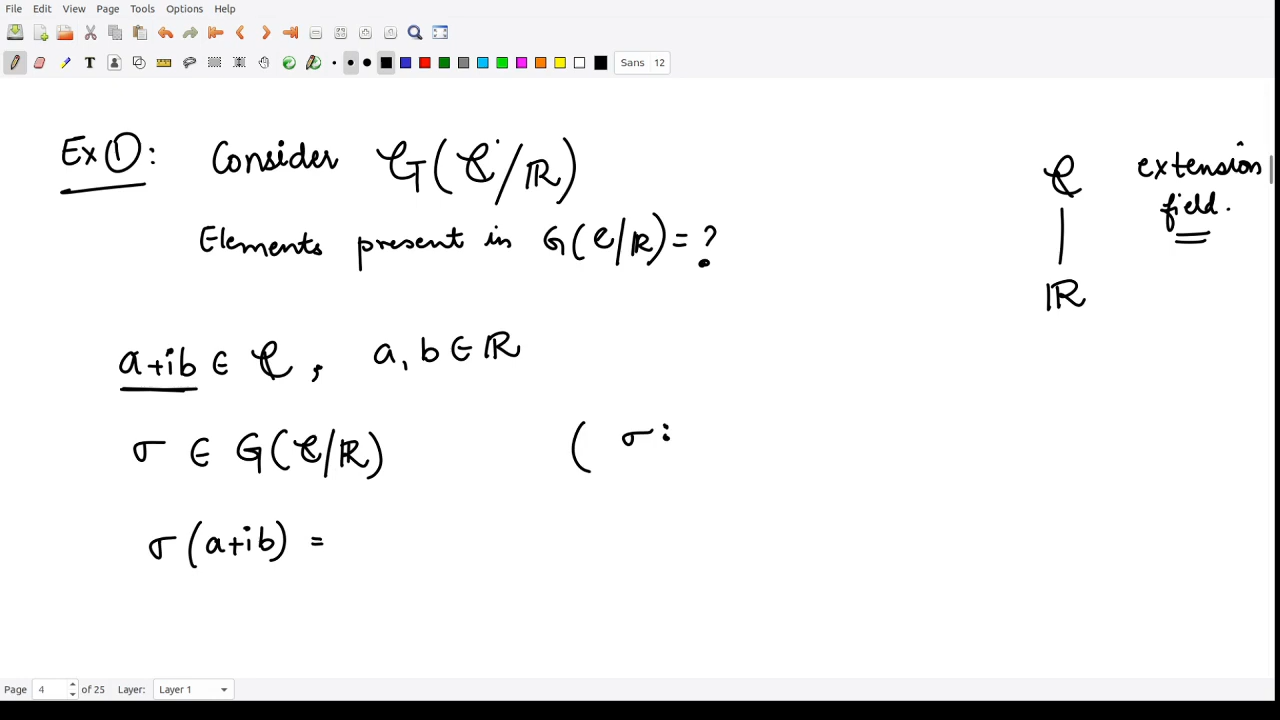 File Edit View Page Tools Options Help
Sans 12
Ex ①: Consider G(ℂ/ℝ)
Elements present in G(ℂ/ℝ) = ?
ℂ
|
ℝ
extension
field.
a+ib ∈ ℂ, a, b ∈ ℝ
σ ∈ G(ℂ/ℝ) ( σ:
σ(a+ib) =
Page 4 of 25 Layer: Layer 1